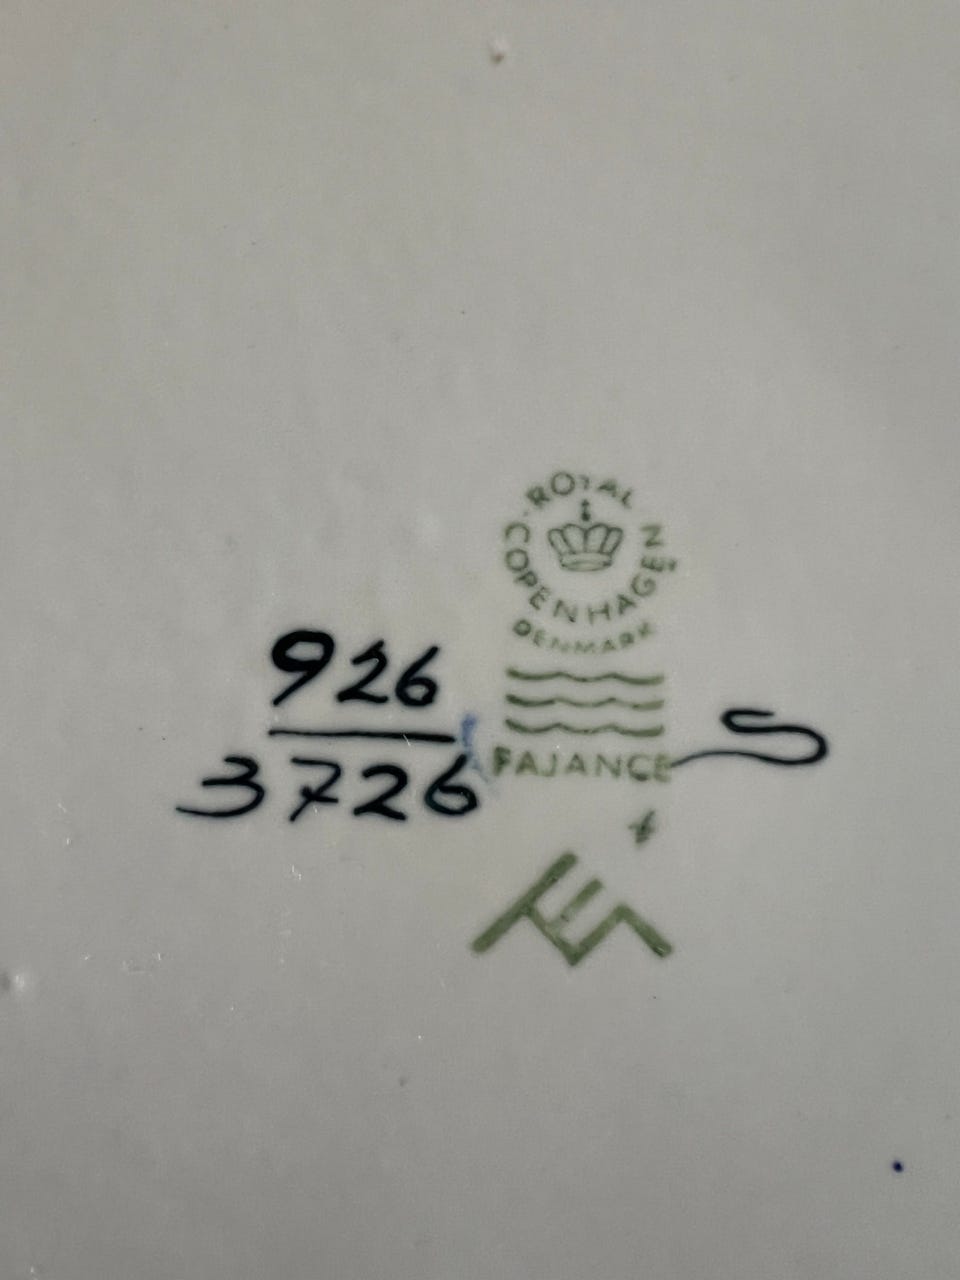 ROYAL
COPENHAGEN
DENMARK
926
3726
FAJANCE
S